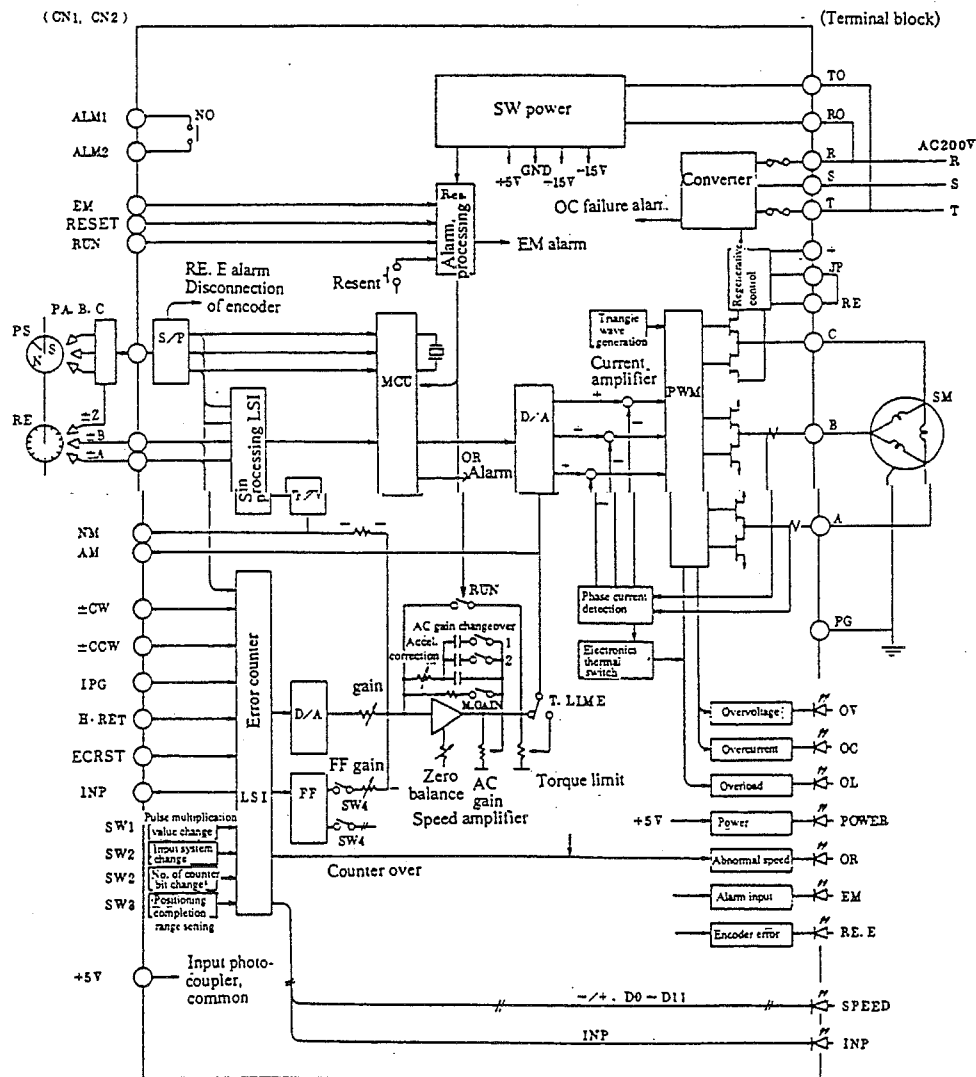 (CN1, CN2)
(Terminal block)
TO
SW power
RO
ALM1
NO
ALM2
AC200V
R
R
+5V
GND
-15V
-15V
Converter
S
S
T
T
EM
Res.
RESET
RUN
Alarm processing
OC failure alarr.
EM alarm
Resent
Regenerative control
÷
JP
RE
RE. E alarm
Disconnection
of encoder
PA. B. C
PS
S
N
S/P
MCU
Triangie
wave
generation
Current
amplifier
PWM
C
SM
RE
±Z
±B
±A
Sin processing LSI
D/A
B
OR
Alarm
A
NM
AM
RUN
Phase current
detection
±CW
AC gain changeover
Accel.
correction
1
2
Electronics
thermal
switch
PG
±CCW
IPG
Error counter
LSI
gain
M.GAIN
T. LIME
H·RET
D/A
Overvoltage
OV
ECRST
Overcurrent
OC
FF gain
Zero
balance
AC
gain
Torque limit
Overload
OL
INP
FF
SW4
Speed amplifier
SW1
Pulse multiplication
value change
SW4
+5V
Power
POWER
SW2
Input system
change
Counter over
Abnormal speed
OR
SW2
No. of counter
bit change
SW3
Positioning
completion
range sening
Alarm input
EM
Encoder error
RE. E
+5V
Input photo-
coupler,
common
-/+. D0 ~ D11
SPEED
INP
INP